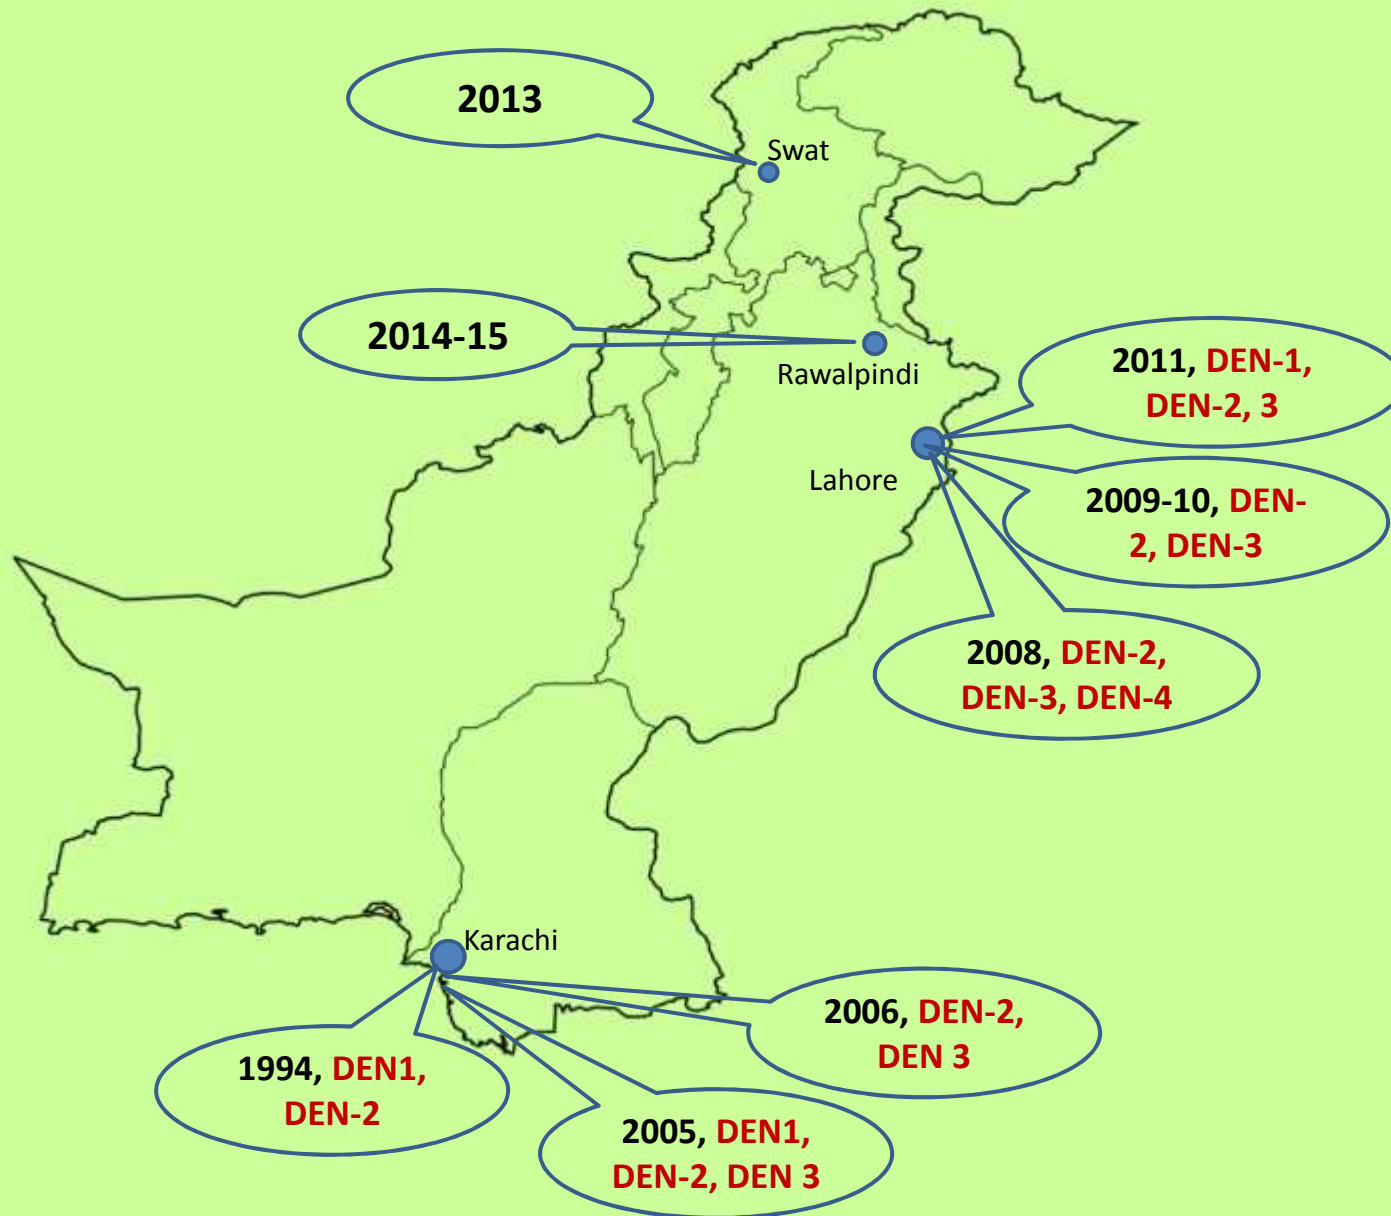 2013
Swat
2014-15
Rawalpindi
2011, DEN-1,
DEN-2, 3
Lahore
2009-10, DEN-
2, DEN-3
2008, DEN-2,
DEN-3, DEN-4
Karachi
2006, DEN-2,
DEN 3
1994, DEN1,
DEN-2
2005, DEN1,
DEN-2, DEN 3